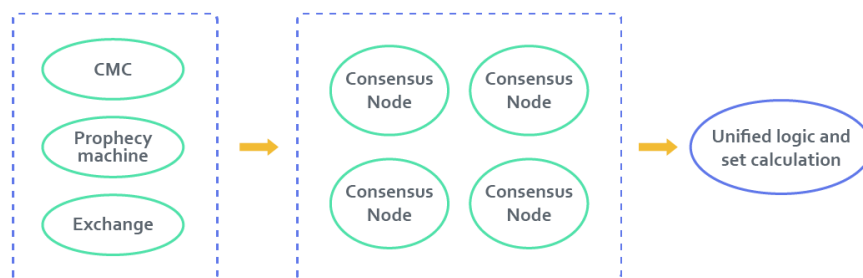 CMC
Prophecy
machine
Exchange
Consensus
Node
Consensus
Node
Consensus
Node
Consensus
Node
Unified logic and
set calculation